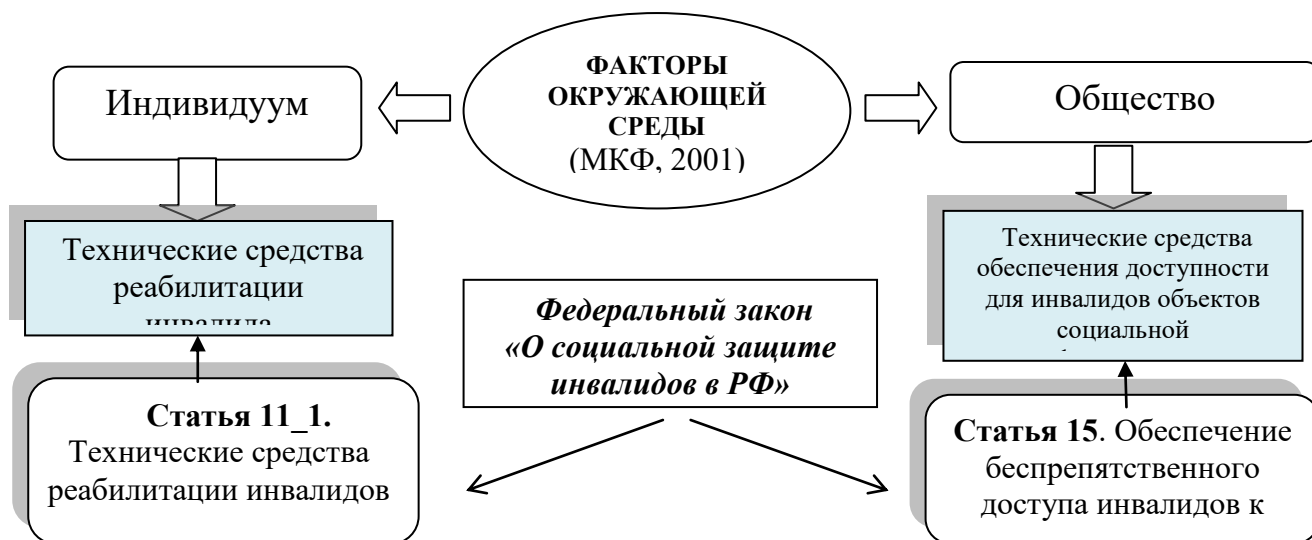 ФАКТОРЫ
ОКРУЖАЮЩЕЙ
СРЕДЫ
(МКФ, 2001)
Индивидуум
Общество
Технические средства
реабилитации
инвалида
Технические средства
обеспечения доступности
для инвалидов объектов
социальной
Федеральный закон
«О социальной защите
инвалидов в РФ»
Статья 11_1.
Технические средства
реабилитации инвалидов
Статья 15. Обеспечение
беспрепятственного
доступа инвалидов к